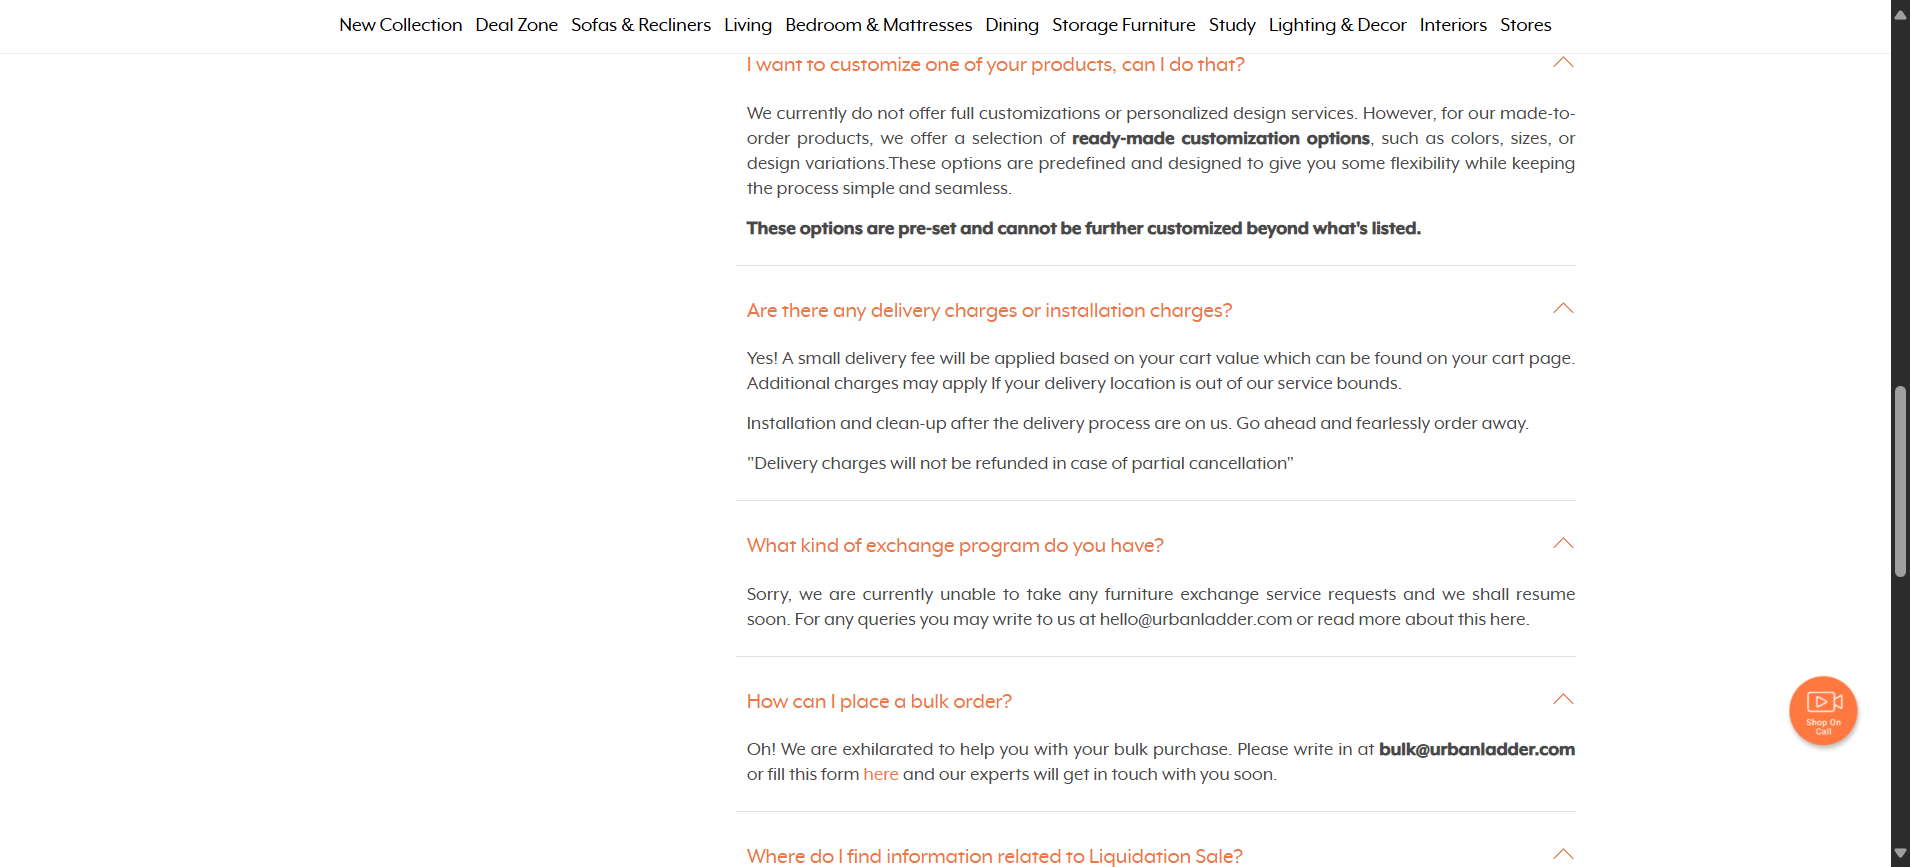 New Collection Deal Zone Sofas & Recliners Living Bedroom & Mattresses Dining Storage Furniture Study Lighting & Decor Interiors Stores
I want to customize one of your products, can I do that?
We currently do not offer full customizations or personalized design services. However, for our made-to-
order products, we offer a selection of ready-made customization options, such as colors, sizes, or
design variations.These options are predefined and designed to give you some flexibility while keeping
the process simple and seamless.
These options are pre-set and cannot be further customized beyond what's listed.
Are there any delivery charges or installation charges?
Yes! A small delivery fee will be applied based on your cart value which can be found on your cart page.
Additional charges may apply If your delivery location is out of our service bounds.
Installation and clean-up after the delivery process are on us. Go ahead and fearlessly order away.
"Delivery charges will not be refunded in case of partial cancellation"
What kind of exchange program do you have?
Sorry, we are currently unable to take any furniture exchange service requests and we shall resume
soon. For any queries you may write to us at hello@urbanladder.com or read more about this here.
How can I place a bulk order?
Oh! We are exhilarated to help you with your bulk purchase. Please write in at bulk@urbanladder.com
or fill this form here and our experts will get in touch with you soon.
Where do I find information related to Liquidation Sale?
Shop On
Call